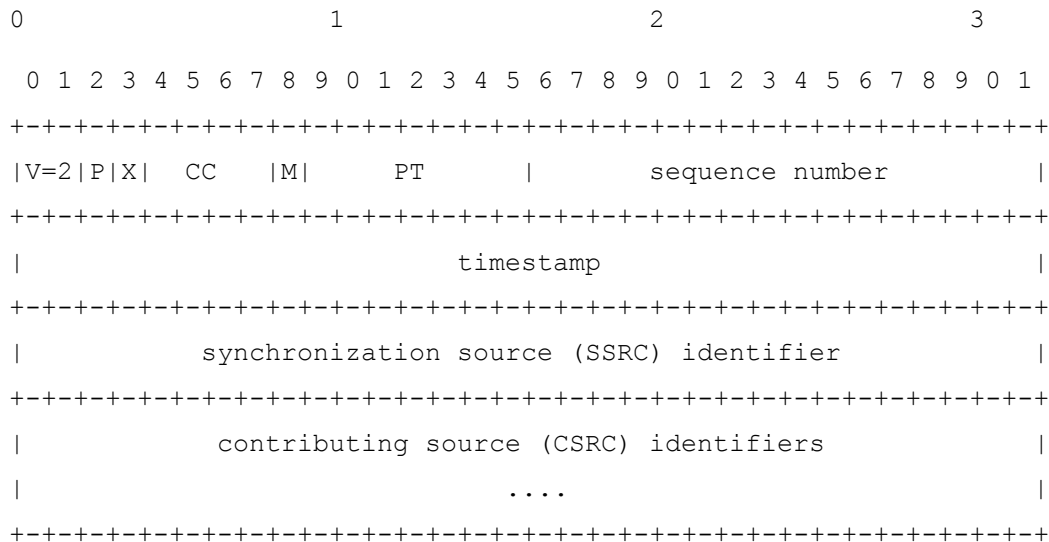 0                   1                   2                   3
 0 1 2 3 4 5 6 7 8 9 0 1 2 3 4 5 6 7 8 9 0 1 2 3 4 5 6 7 8 9 0 1
+-+-+-+-+-+-+-+-+-+-+-+-+-+-+-+-+-+-+-+-+-+-+-+-+-+-+-+-+-+-+-+-+
|V=2|P|X|  CC   |M|     PT      |       sequence number         |
+-+-+-+-+-+-+-+-+-+-+-+-+-+-+-+-+-+-+-+-+-+-+-+-+-+-+-+-+-+-+-+-+
|                           timestamp                           |
+-+-+-+-+-+-+-+-+-+-+-+-+-+-+-+-+-+-+-+-+-+-+-+-+-+-+-+-+-+-+-+-+
|           synchronization source (SSRC) identifier            |
+-+-+-+-+-+-+-+-+-+-+-+-+-+-+-+-+-+-+-+-+-+-+-+-+-+-+-+-+-+-+-+-+
|            contributing source (CSRC) identifiers             |
|                              ....                             |
+-+-+-+-+-+-+-+-+-+-+-+-+-+-+-+-+-+-+-+-+-+-+-+-+-+-+-+-+-+-+-+-+